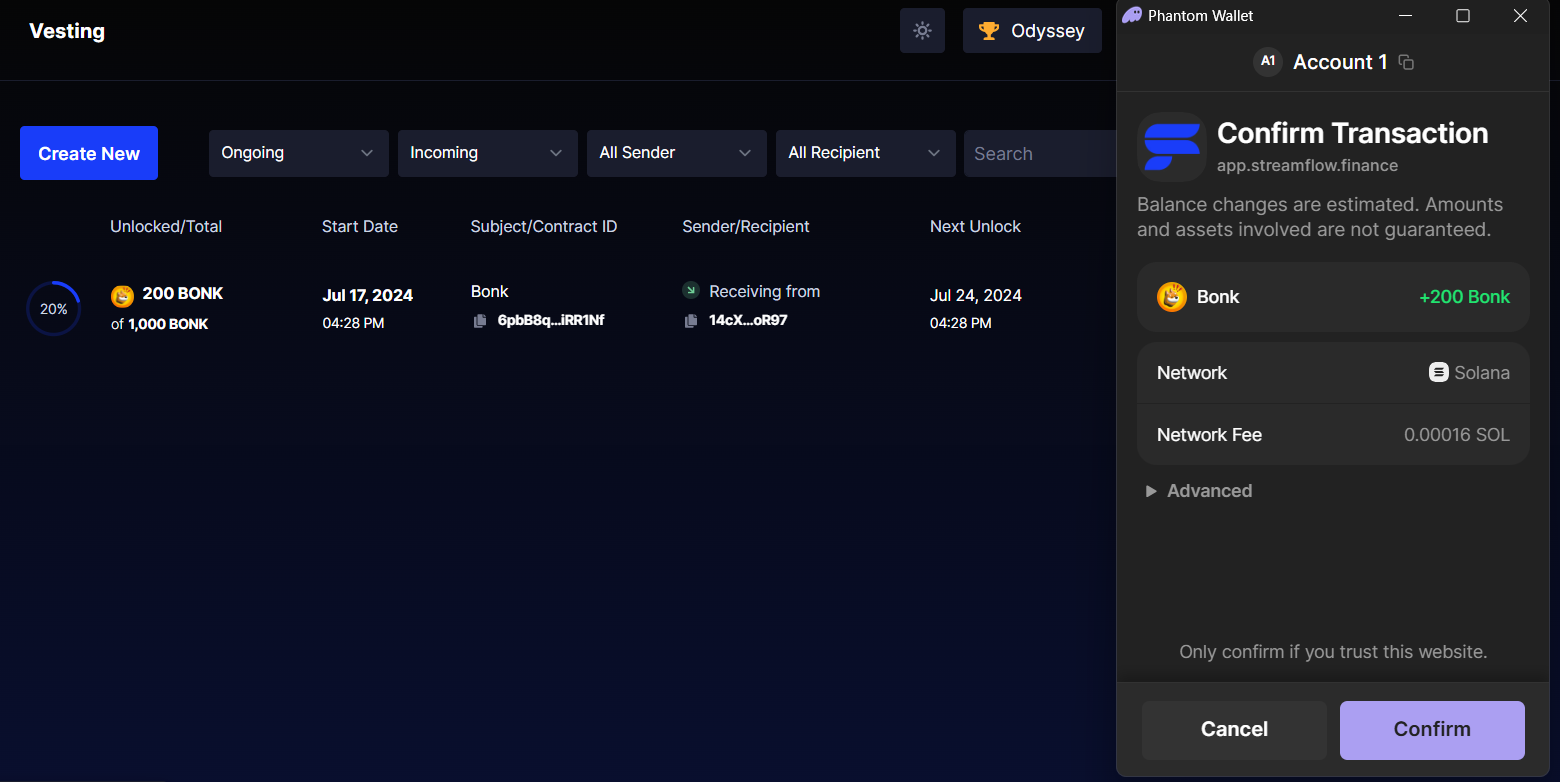 Vesting
Odyssey
Create New
Ongoing
Incoming
All Sender
All Recipient
Search
Unlocked/Total
Start Date
Subject/Contract ID
Sender/Recipient
Next Unlock
20%
200 BONK
of 1,000 BONK
Jul 17, 2024
04:28 PM
Bonk
6pbB8q...iRR1Nf
Receiving from
14cX...oR97
Jul 24, 2024
04:28 PM
Phantom Wallet
A1 Account 1
Confirm Transaction
app.streamflow.finance
Balance changes are estimated. Amounts
and assets involved are not guaranteed.
Bonk +200 Bonk
Network Solana
Network Fee 0.00016 SOL
Advanced
Only confirm if you trust this website.
Cancel Confirm